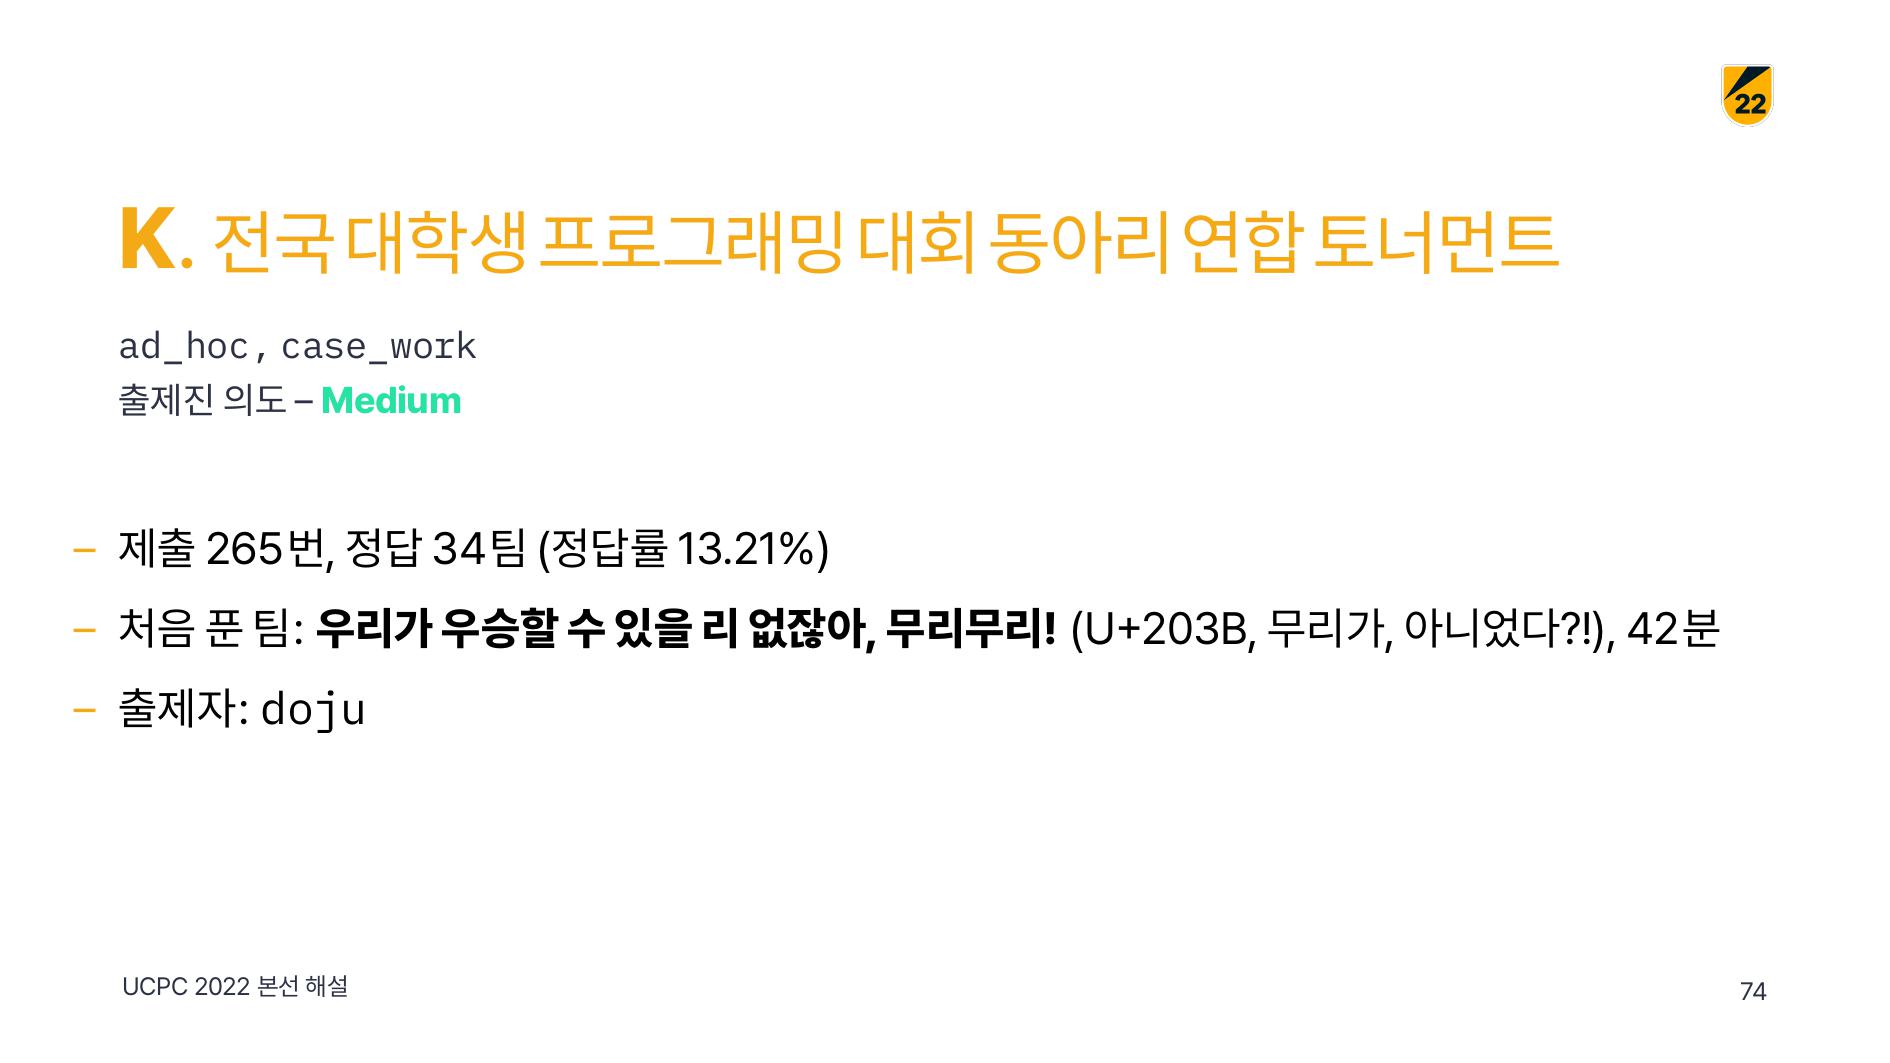 22
K. 전국 대학생 프로그래밍 대회 동아리 연합 토너먼트
ad_hoc, case_work
출제진 의도 – Medium
– 제출 265번, 정답 34팀 (정답률 13.21%)
– 처음 푼 팀: 우리가 우승할 수 있을 리 없잖아, 무리무리! (U+203B, 무리가, 아니었다?!), 42분
– 출제자: doju
UCPC 2022 본선 해설
74